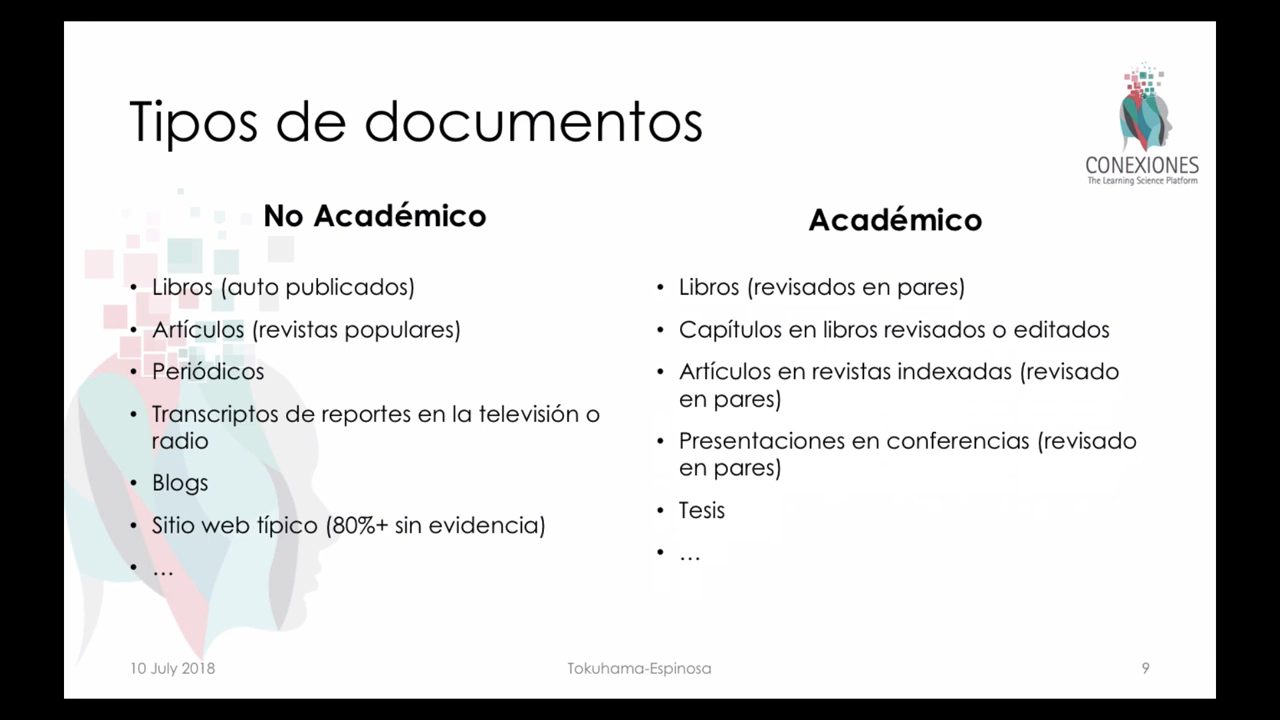 Tipos de documentos
CONEXIONES
The Learning Science Platform
No Académico
• Libros (auto publicados)
• Artículos (revistas populares)
• Periódicos
• Transcriptos de reportes en la televisión o
radio
• Blogs
• Sitio web típico (80%+ sin evidencia)
• …
Académico
• Libros (revisados en pares)
• Capítulos en libros revisados o editados
• Artículos en revistas indexadas (revisado
en pares)
• Presentaciones en conferencias (revisado
en pares)
• Tesis
• …
10 July 2018
Tokuhama-Espinosa
9